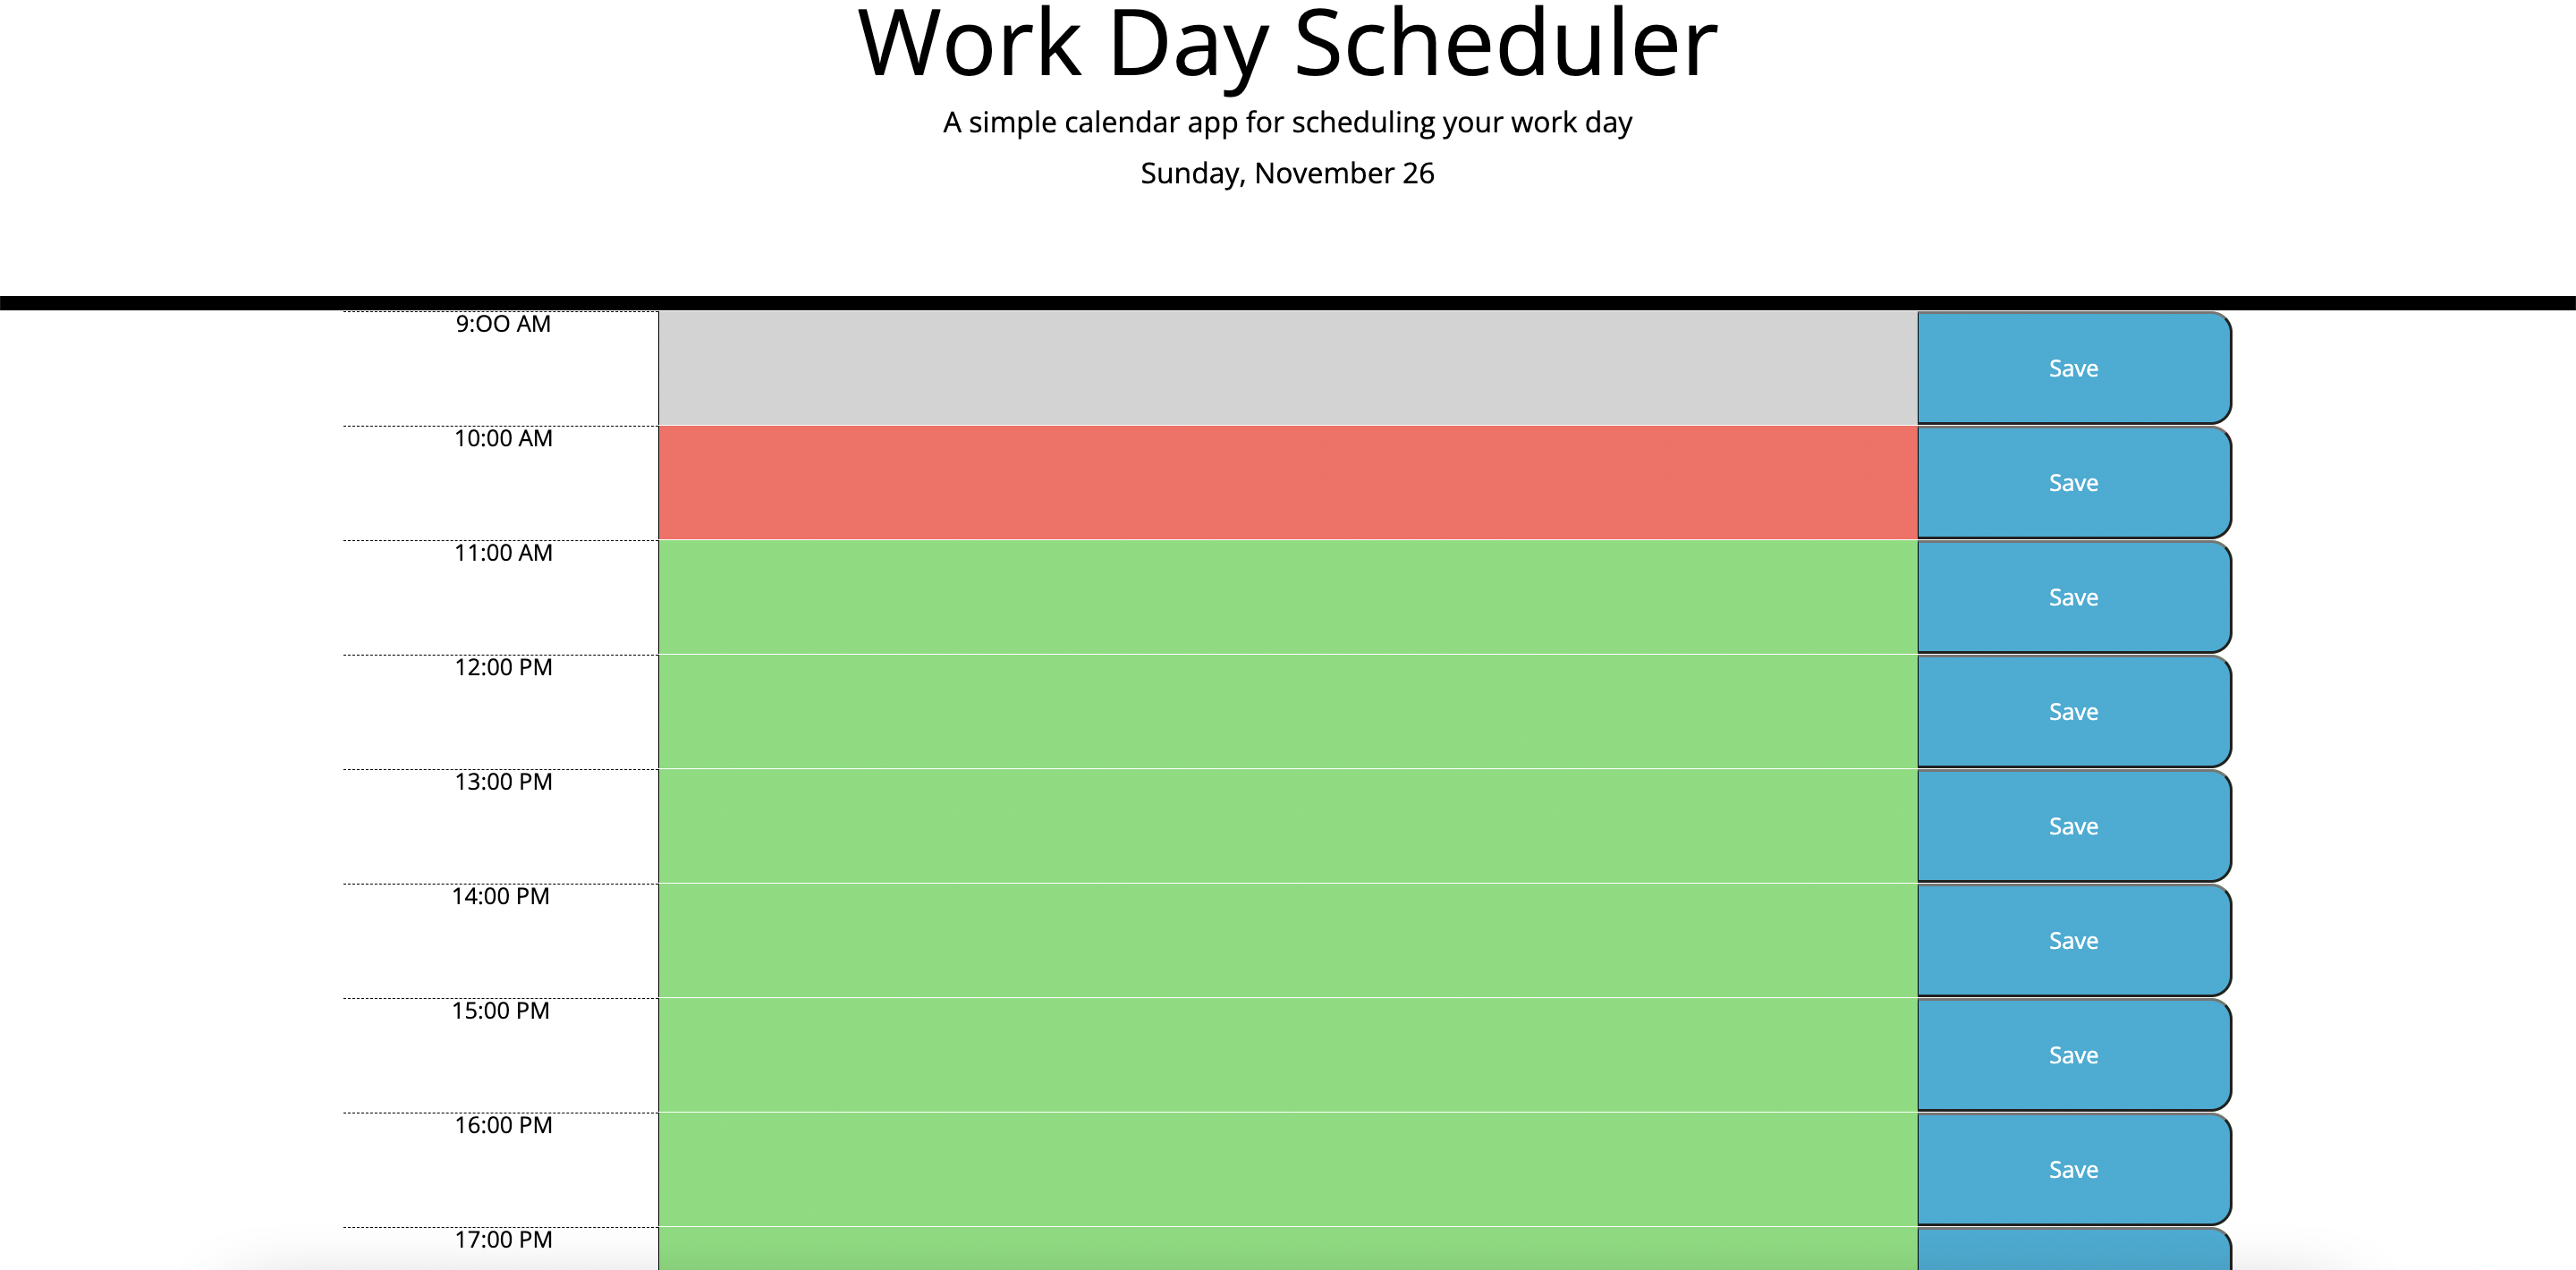 Work Day Scheduler
A simple calendar app for scheduling your work day
Sunday, November 26
9:OO AM
Save
10:00 AM
Save
11:00 AM
Save
12:00 PM
Save
13:00 PM
Save
14:00 PM
Save
15:00 PM
Save
16:00 PM
Save
17:00 PM